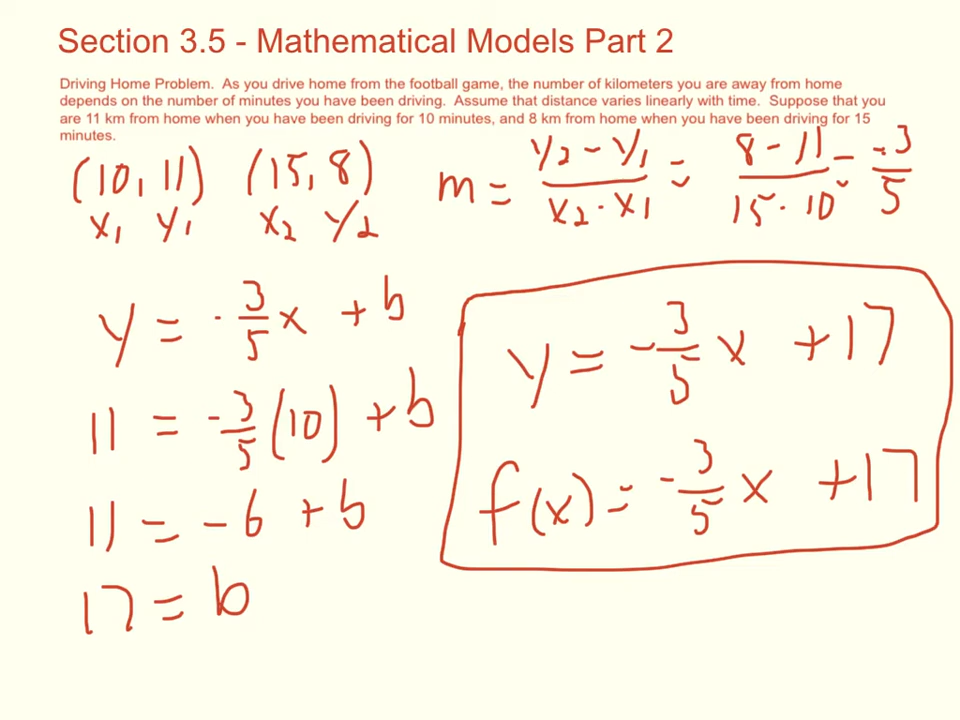 Section 3.5 - Mathematical Models Part 2
Driving Home Problem. As you drive home from the football game, the number of kilometers you are away from home
depends on the number of minutes you have been driving. Assume that distance varies linearly with time. Suppose that you
are 11 km from home when you have been driving for 10 minutes, and 8 km from home when you have been driving for 15
minutes.
(10, 11) (15, 8)
x₁ y₁ x₂ y₂
m = y₂ - y₁ / x₂ - x₁ = 8 - 11 / 15 - 10 = -3/5
y = -3/5 x + b
11 = -3/5 (10) + b
11 = -6 + b
17 = b
y = -3/5 x + 17
f(x) = -3/5 x + 17